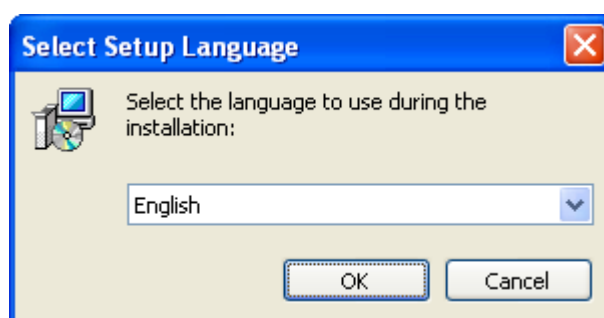 Select Setup Language
Select the language to use during the
installation:
English
OK
Cancel